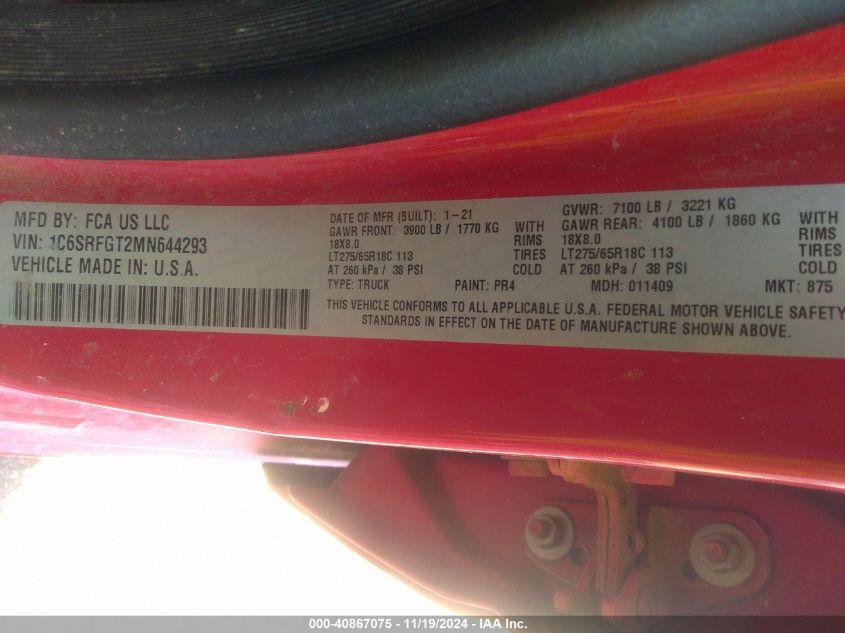 MFD BY: FCA US LLC
VIN: 1C6SRFGT2MN644293
VEHICLE MADE IN: U.S.A.
DATE OF MFR (BUILT): 1-21
GAWR FRONT: 3900 LB / 1770 KG WITH
18X8.0 RIMS
LT275/65R18C 113 TIRES
AT 260 kPa / 38 PSI COLD
TYPE: TRUCK PAINT: PR4
GVWR: 7100 LB / 3221 KG
GAWR REAR: 4100 LB / 1860 KG WITH
18X8.0 RIMS
LT275/65R18C 113 TIRES
AT 260 kPa / 38 PSI COLD
MDH: 011409 MKT: 875
THIS VEHICLE CONFORMS TO ALL APPLICABLE U.S.A. FEDERAL MOTOR VEHICLE SAFETY
STANDARDS IN EFFECT ON THE DATE OF MANUFACTURE SHOWN ABOVE.
000-40867075 - 11/19/2024 - IAA Inc.